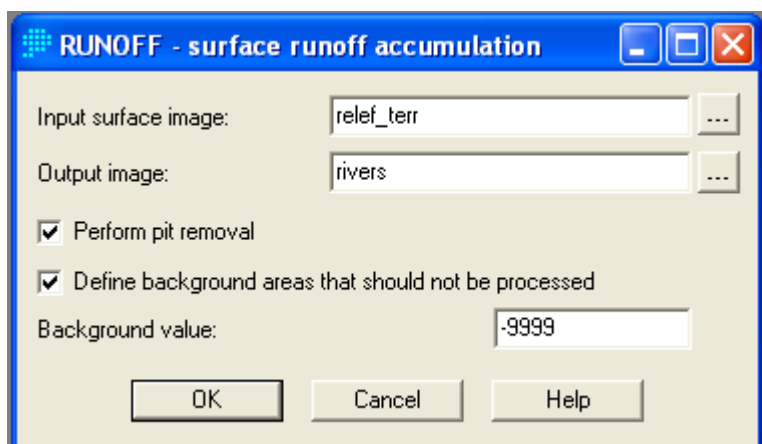 RUNOFF - surface runoff accumulation
Input surface image: relef_terr ...
Output image: rivers ...
Perform pit removal
Define background areas that should not be processed
Background value: -9999
OK Cancel Help